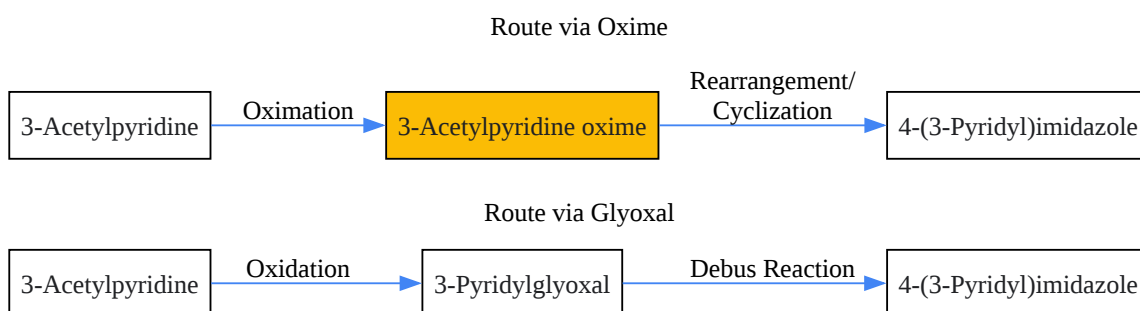 Route via Oxime
Rearrangement/
Cyclization
Oximation
3-Acetylpyridine
3-Acetylpyridine oxime
4-(3-Pyridyl)imidazole
Route via Glyoxal
Oxidation
Debus Reaction
3-Acetylpyridine
3-Pyridylglyoxal
4-(3-Pyridyl)imidazole